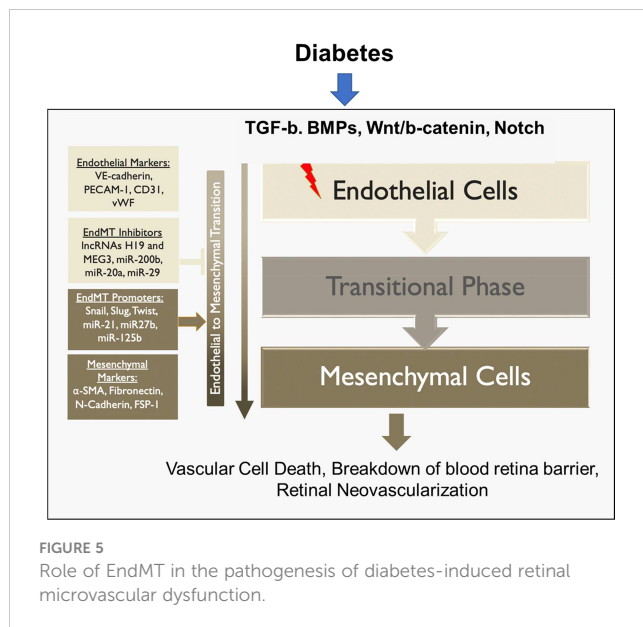 Diabetes
TGF-b. BMPs, Wnt/b-catenin, Notch
Endothelial Markers:
VE-cadherin,
PECAM-1, CD31,
vWF
EndMT Inhibitors
lncRNAs H19 and
MEG3, miR-200b,
miR-20a, miR-29
EndMT Promoters:
Snail, Slug, Twist,
miR-21, miR27b,
miR-125b
Mesenchymal
Markers:
α-SMA, Fibronectin,
N-Cadherin, FSP-1
Endothelial to Mesenchymal Transition
Endothelial Cells
Transitional Phase
Mesenchymal Cells
Vascular Cell Death, Breakdown of blood retina barrier,
Retinal Neovascularization
FIGURE 5
Role of EndMT in the pathogenesis of diabetes-induced retinal
microvascular dysfunction.